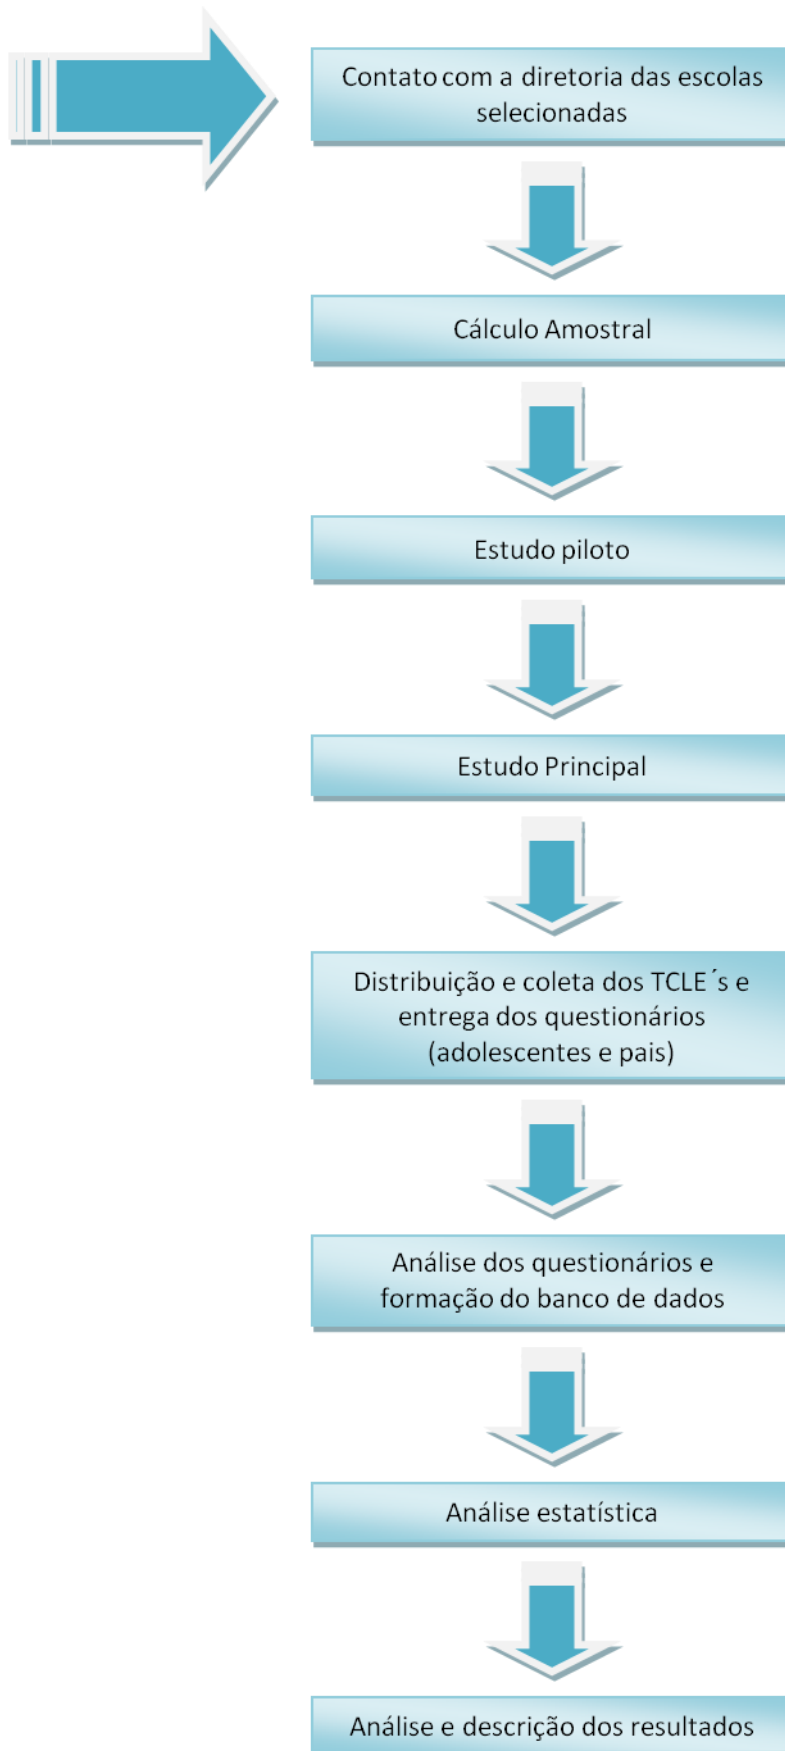 Contato com a diretoria das escolas
selecionadas
Cálculo Amostral
Estudo piloto
Estudo Principal
Distribuição e coleta dos TCLE´s e
entrega dos questionários
(adolescentes e pais)
Análise dos questionários e
formação do banco de dados
Análise estatística
Análise e descrição dos resultados